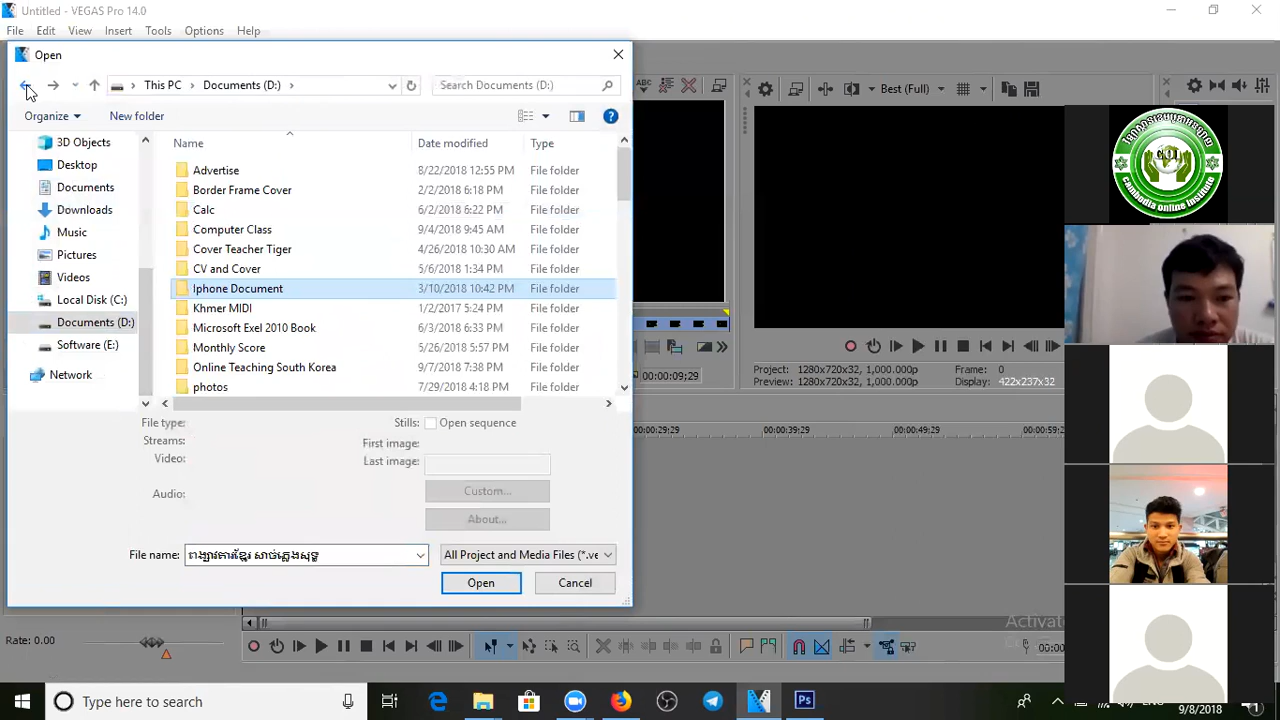 Untitled - VEGAS Pro 14.0
File Edit View Insert Tools Options Help
Open
This PC Documents (D:)
Search Documents (D:)
Best (Full)
Organize
New folder
Name Date modified Type
3D Objects
Desktop
Documents
Downloads
Music
Pictures
Videos
Local Disk (C:)
Documents (D:)
Software (E:)
Network
Advertise 8/22/2018 12:55 PM File folder
Border Frame Cover 2/2/2018 6:18 PM File folder
Calc 6/2/2018 6:22 PM File folder
Computer Class 9/4/2018 9:45 AM File folder
Cover Teacher Tiger 4/26/2018 10:30 AM File folder
CV and Cover 5/6/2018 1:34 PM File folder
Iphone Document 3/10/2018 10:42 PM File folder
Khmer MIDI 1/2/2017 5:24 PM File folder
Microsoft Exel 2010 Book 6/3/2018 6:33 PM File folder
Monthly Score 5/26/2018 5:57 PM File folder
Online Teaching South Korea 9/7/2018 7:38 PM File folder
photos 7/29/2018 4:18 PM File folder
File type:
Streams:
Video:
Audio:
Stills: Open sequence
First image:
Last image:
Custom...
About...
File name:
All Project and Media Files (*.ve
Open
Cancel
00:00:09;29
Project: 1280x720x32, 1,000.000p
Preview: 1280x720x32, 1,000.000p
Frame: 0
Display: 422x237x32
00:00:29;29 00:00:39;29 00:00:49;29 00:00:59;2
COI
Cambodia Online Institute
Rate: 0.00
Activate
00:00
Type here to search
Ps
ENG
9/8/2018